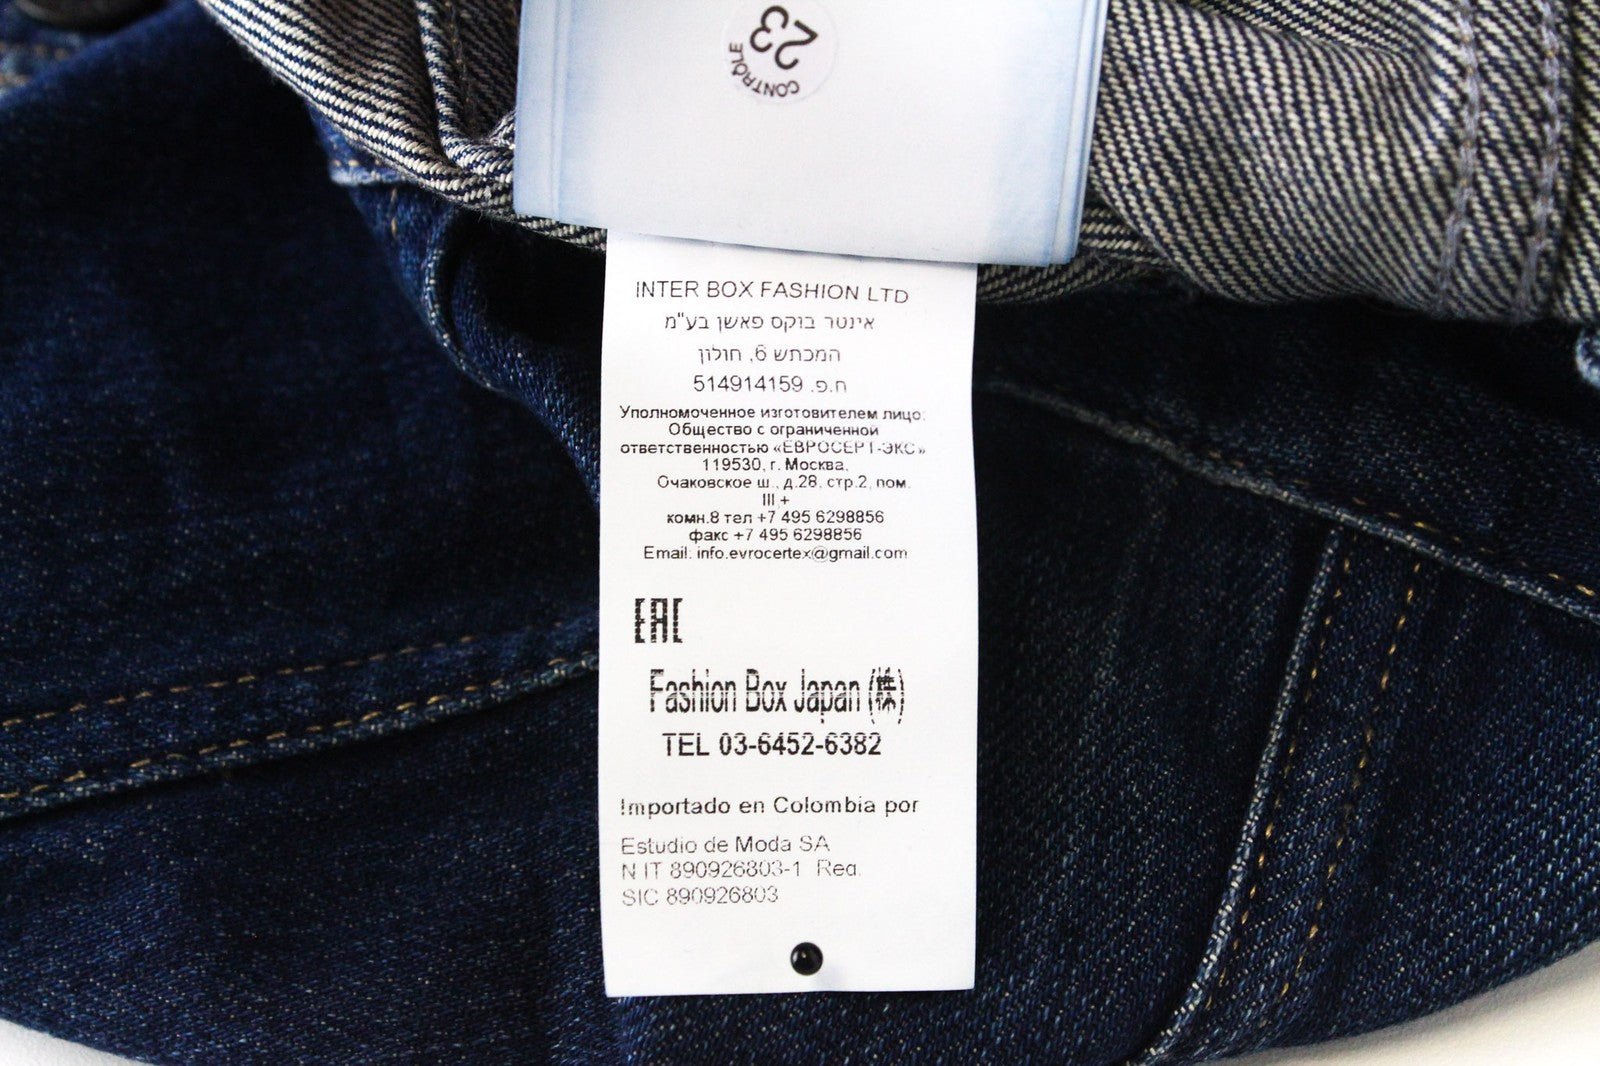 23
CONTRÔLE
INTER BOX FASHION LTD
אינטר בוקס פאשן בע"מ
המכתש 6, חולון
ח.פ. 514914159
Уполномоченное изготовителем лицо:
Общество с ограниченной
ответственностью «ЕВРОСЕРТ-ЭКС»
119530, г. Москва,
Очаковское ш., д.28, стр.2, пом.
III +
комн.8 тел +7 495 6298856
факс +7 495 6298856
Email: info.evrocertex@gmail.com
EAC
Fashion Box Japan (株)
TEL 03-6452-6382
Importado en Colombia por
Estudio de Moda SA
N IT 890926803-1 Reg.
SIC 890926803